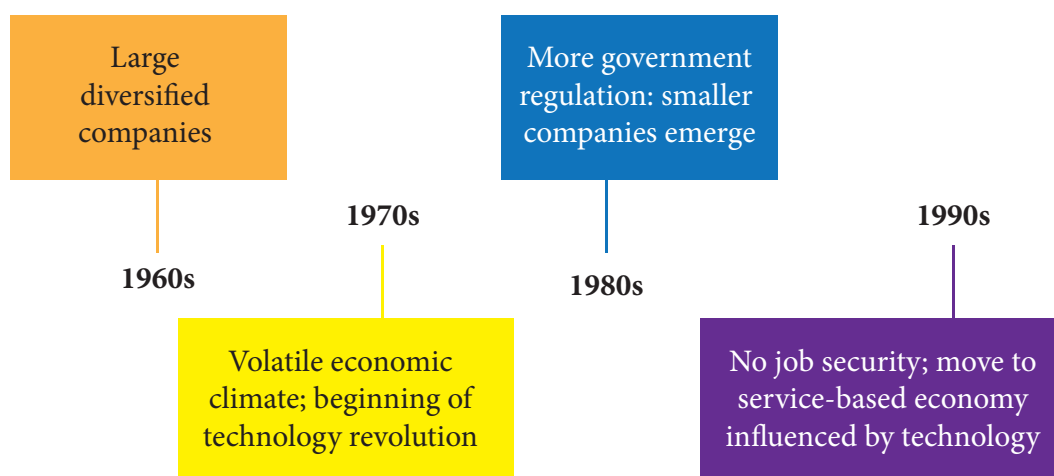 Large
diversified
companies
1960s
1970s
Volatile economic
climate; beginning of
technology revolution
More government
regulation: smaller
companies emerge
1980s
1990s
No job security; move to
service-based economy
influenced by technology